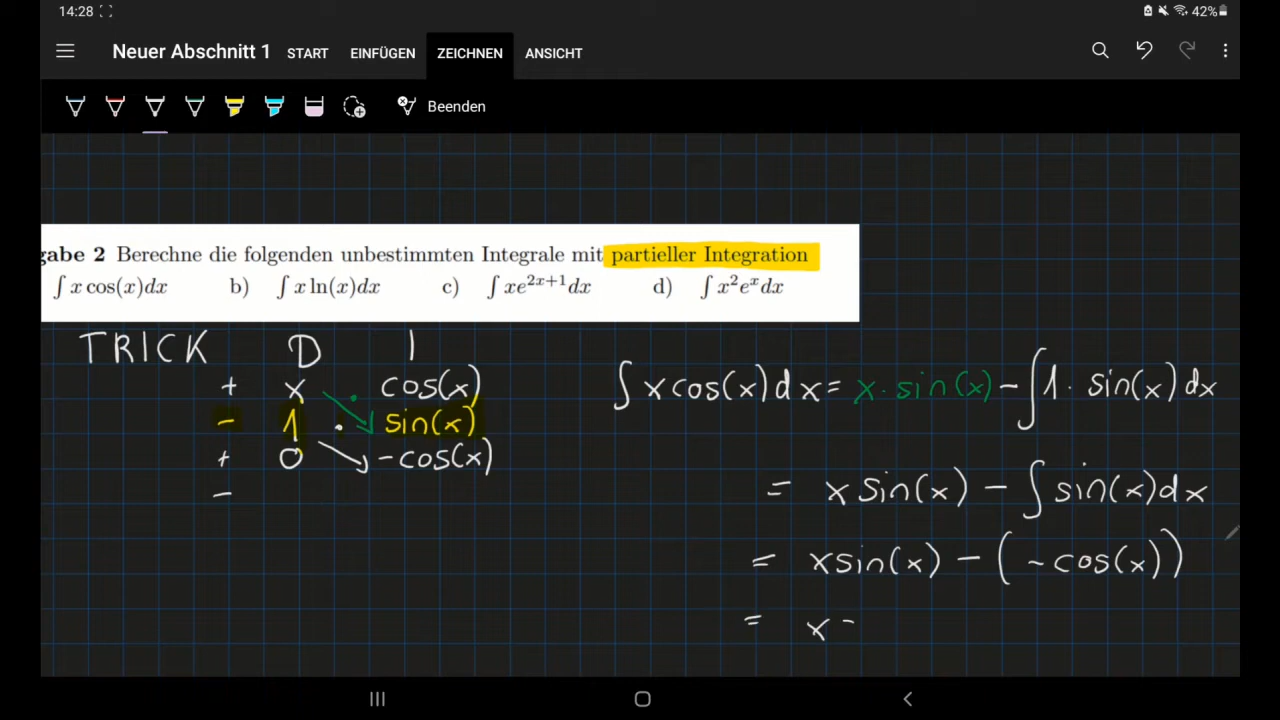 14:28 42%
Neuer Abschnitt 1 START EINFÜGEN ZEICHNEN ANSICHT
Beenden
gabe 2 Berechne die folgenden unbestimmten Integrale mit partieller Integration
∫ x cos(x)dx b) ∫ x ln(x)dx c) ∫ xe^{2x+1}dx d) ∫ x²e^x dx
TRICK D I
+ x cos(x)
- 1 · sin(x)
+ 0 -cos(x)
-
∫ x cos(x) dx = x · sin(x) - ∫ 1 · sin(x) dx
= x sin(x) - ∫ sin(x) dx
= x sin(x) - (-cos(x))
= x